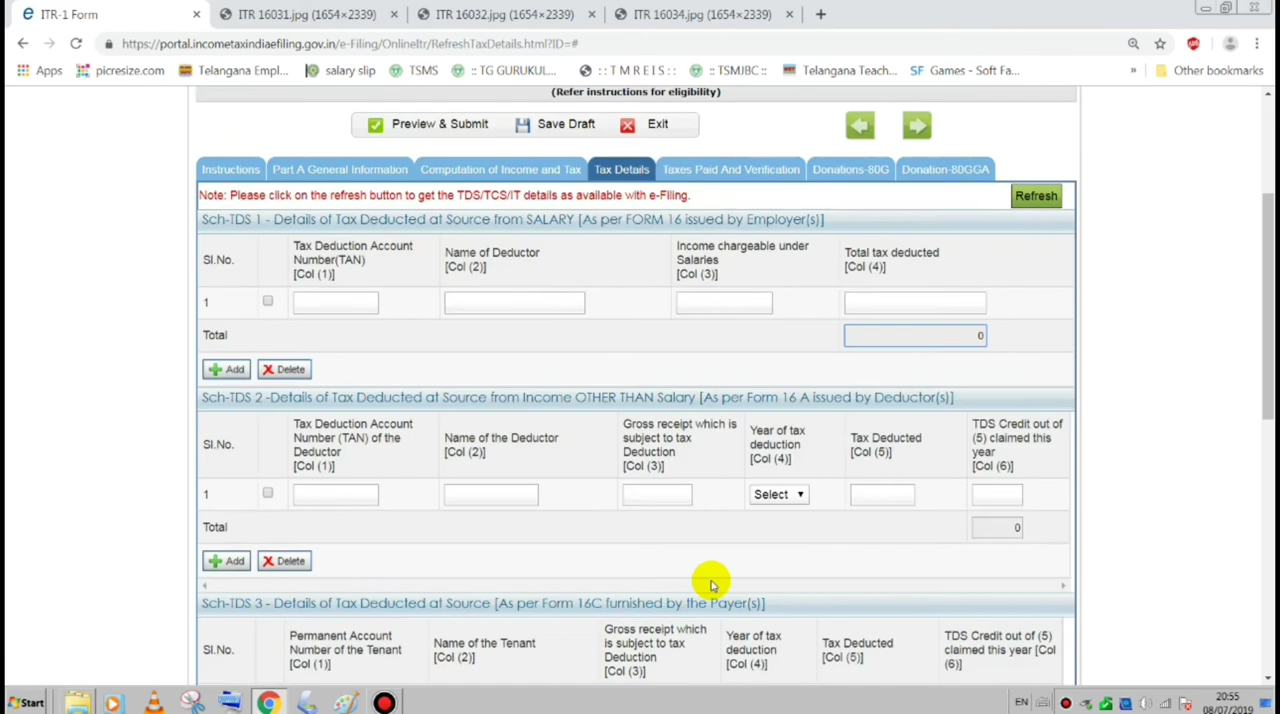 ITR-1 Form
ITR 16031.jpg (1654×2339)
ITR 16032.jpg (1654×2339)
ITR 16034.jpg (1654×2339)
https://portal.incometaxindiaefiling.gov.in/e-Filing/OnlineItr/RefreshTaxDetails.html?ID=#
Apps
picresize.com
Telangana Empl...
salary slip
TSMS
:: TG GURUKUL...
: : T M R E I S : :
:: TSMJBC ::
Telangana Teach...
SF Games - Soft Fa...
»
Other bookmarks
(Refer instructions for eligibility)
Preview & Submit
Save Draft
Exit
Instructions
Part A General Information
Computation of Income and Tax
Tax Details
Taxes Paid And Verification
Donations-80G
Donation-80GGA
Note: Please click on the refresh button to get the TDS/TCS/IT details as available with e-Filing.
Refresh
Sch-TDS 1 - Details of Tax Deducted at Source from SALARY [As per FORM 16 issued by Employer(s)]
Sl.No.
Tax Deduction Account
Number(TAN)
[Col (1)]
Name of Deductor
[Col (2)]
Income chargeable under
Salaries
[Col (3)]
Total tax deducted
[Col (4)]
1
Total
0
Add
Delete
Sch-TDS 2 -Details of Tax Deducted at Source from Income OTHER THAN Salary [As per Form 16 A issued by Deductor(s)]
Sl.No.
Tax Deduction Account
Number (TAN) of the
Deductor
[Col (1)]
Name of the Deductor
[Col (2)]
Gross receipt which is
subject to tax
Deduction
[Col (3)]
Year of tax
deduction
[Col (4)]
Tax Deducted
[Col (5)]
TDS Credit out of
(5) claimed this
year
[Col (6)]
1
Select
Total
0
Add
Delete
Sch-TDS 3 - Details of Tax Deducted at Source [As per Form 16C furnished by the Payer(s)]
Sl.No.
Permanent Account
Number of the Tenant
[Col (1)]
Name of the Tenant
[Col (2)]
Gross receipt which
is subject to tax
Deduction
[Col (3)]
Year of tax
deduction
[Col (4)]
Tax Deducted
[Col (5)]
TDS Credit out of (5)
claimed this year [Col
(6)]
Start
EN
20:55
08/07/2019